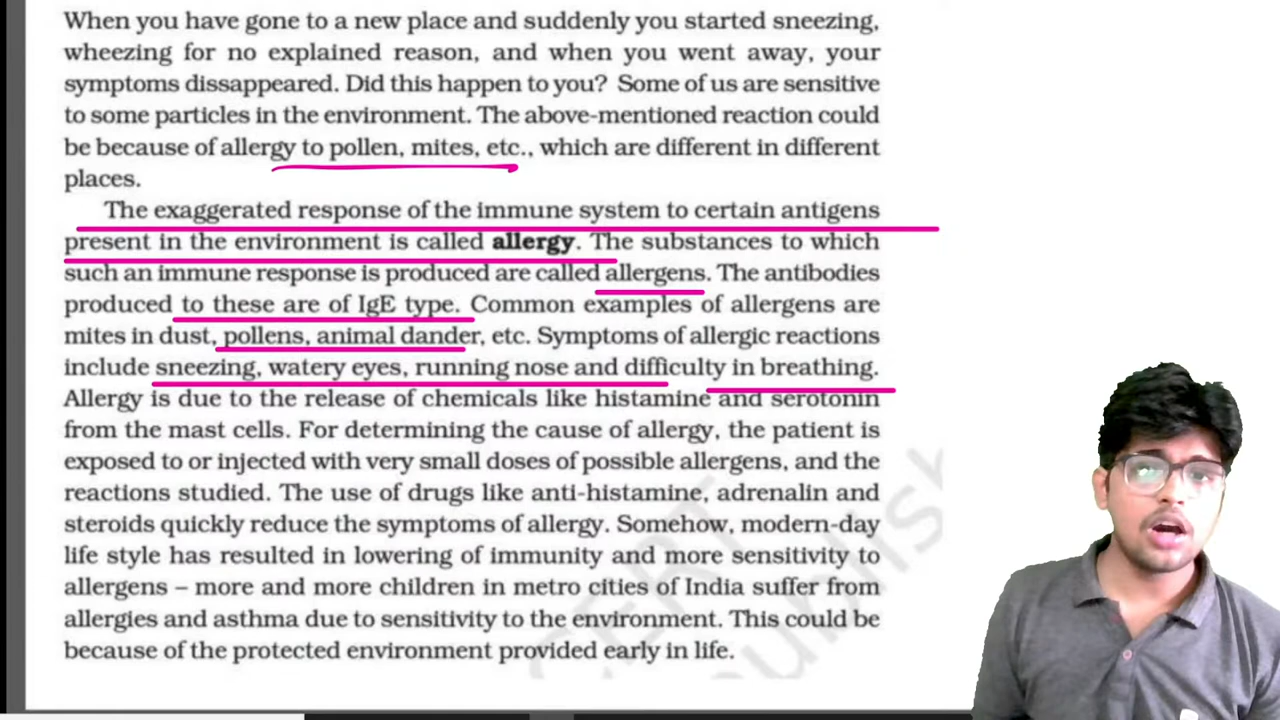 When you have gone to a new place and suddenly you started sneezing,
wheezing for no explained reason, and when you went away, your
symptoms dissappeared. Did this happen to you? Some of us are sensitive
to some particles in the environment. The above-mentioned reaction could
be because of allergy to pollen, mites, etc., which are different in different
places.
The exaggerated response of the immune system to certain antigens
present in the environment is called allergy. The substances to which
such an immune response is produced are called allergens. The antibodies
produced to these are of IgE type. Common examples of allergens are
mites in dust, pollens, animal dander, etc. Symptoms of allergic reactions
include sneezing, watery eyes, running nose and difficulty in breathing.
Allergy is due to the release of chemicals like histamine and serotonin
from the mast cells. For determining the cause of allergy, the patient is
exposed to or injected with very small doses of possible allergens, and the
reactions studied. The use of drugs like anti-histamine, adrenalin and
steroids quickly reduce the symptoms of allergy. Somehow, modern-day
life style has resulted in lowering of immunity and more sensitivity to
allergens – more and more children in metro cities of India suffer from
allergies and asthma due to sensitivity to the environment. This could be
because of the protected environment provided early in life.